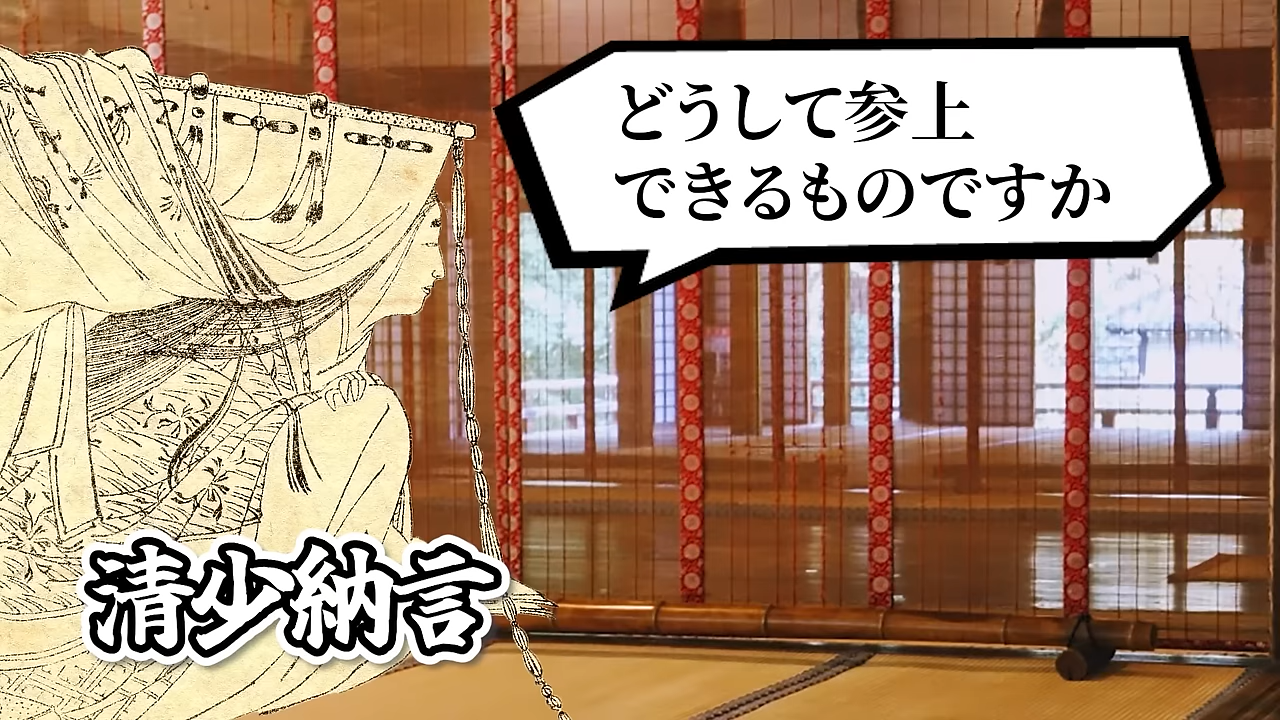 どうして参上
できるものですか
清少納言